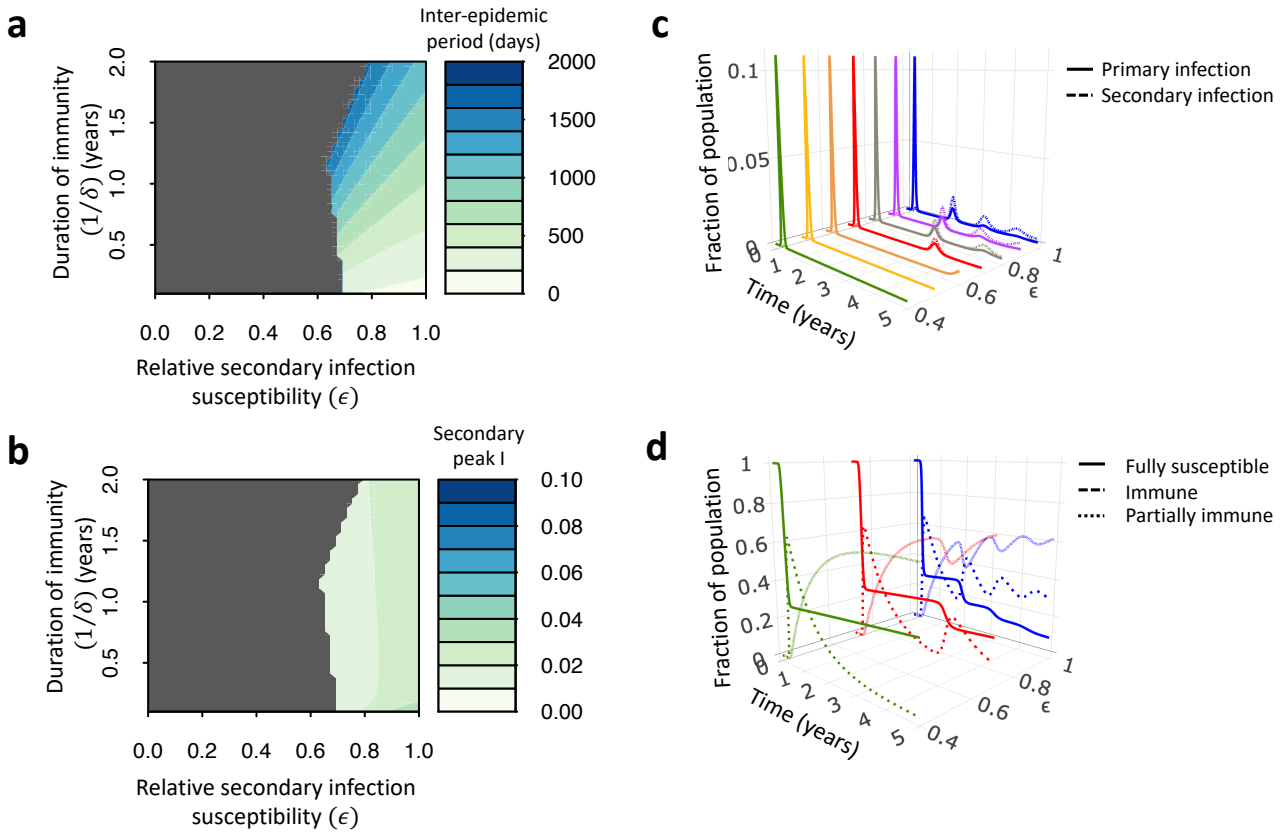 a
Inter-epidemic
period (days)
Duration of immunity
(1/δ) (years)
2.0
1.5
1.0
0.5
0.0
0.2
0.4
0.6
0.8
1.0
2000
1500
1000
500
0
Relative secondary infection
susceptibility (ϵ)
b
Secondary
peak I
Duration of immunity
(1/δ) (years)
2.0
1.5
1.0
0.5
0.0
0.2
0.4
0.6
0.8
1.0
0.10
0.08
0.06
0.04
0.02
0.00
Relative secondary infection
susceptibility (ϵ)
c
Primary infection
Secondary infection
Fraction of population
0.1
0.05
0
Time (years)
0
1
2
3
4
5
0.4
0.6
0.8
1
ϵ
d
Fully susceptible
Immune
Partially immune
Fraction of population
1
0.8
0.6
0.4
0.2
0
Time (years)
0
1
2
3
4
5
0.4
0.6
0.8
1
ϵ